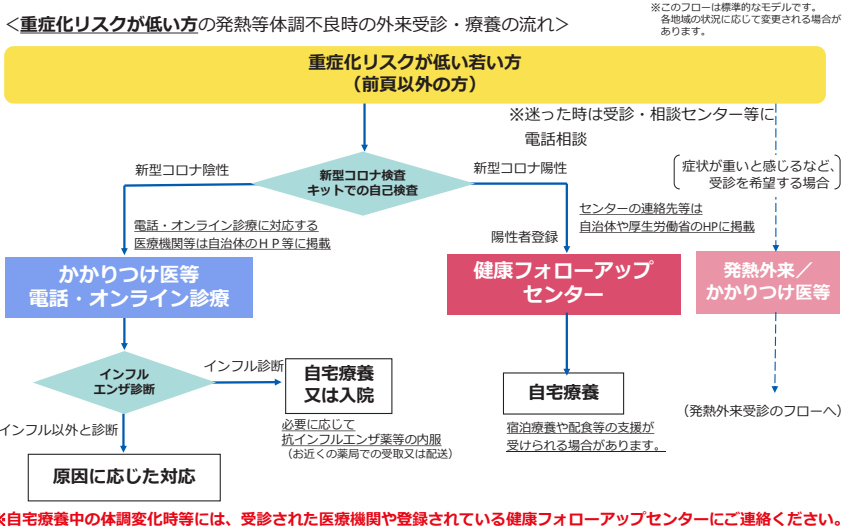 <重症化リスクが低い方の発熱等体調不良時の外来受診・療養の流れ>
※このフローは標準的なモデルです。
各地域の状況に応じて変更される場合が
あります。
重症化リスクが低い若い方
(前頁以外の方)
※迷った時は受診・相談センター等に
電話相談
新型コロナ陰性
新型コロナ検査
キットでの自己検査
新型コロナ陽性
症状が重いと感じるなど、
受診を希望する場合
電話・オンライン診療に対応する
医療機関等は自治体のHP等に掲載
陽性者登録
センターの連絡先等は
自治体や厚生労働省のHPに掲載
かかりつけ医等
電話・オンライン診療
健康フォローアップ
センター
発熱外来/
かかりつけ医等
インフル
エンザ診断
インフル診断
自宅療養
又は入院
必要に応じて
抗インフルエンザ薬等の内服
(お近くの薬局での受取又は配送)
自宅療養
宿泊療養や配食等の支援が
受けられる場合があります。
(発熱外来受診のフローへ)
インフル以外と診断
原因に応じた対応
※自宅療養中の体調変化時等には、受診された医療機関や登録されている健康フォローアップセンターにご連絡ください。